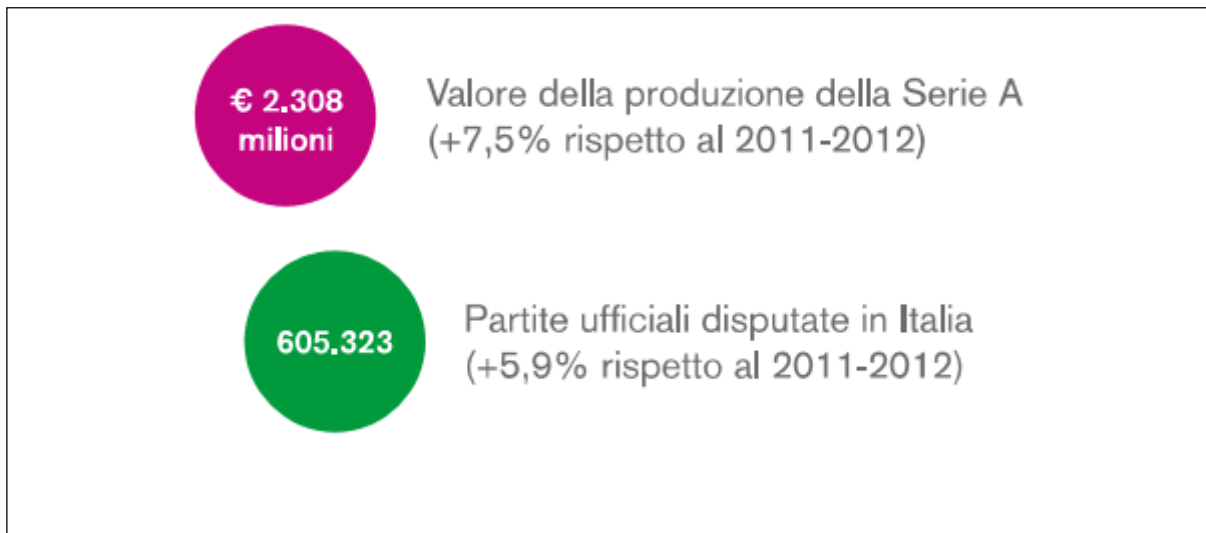 € 2.308
milioni
Valore della produzione della Serie A
(+7,5% rispetto al 2011-2012)
605.323
Partite ufficiali disputate in Italia
(+5,9% rispetto al 2011-2012)